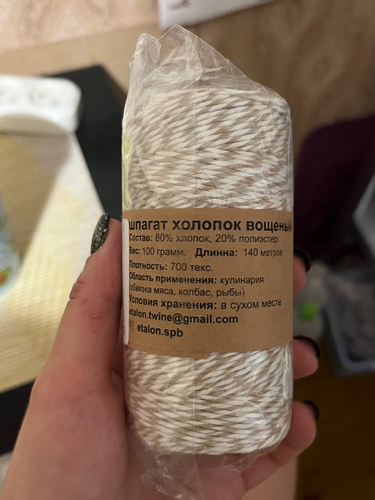 шпагат холопок вощеный
Состав: 80% хлопок, 20% полиэстер.
Вес: 100 грамм. Длинна: 140 метров
Плотность: 700 текс.
Область применения: кулинария
(обвязка мяса, колбас, рыбы)
Условия хранения: в сухом месте
etalon.twine@gmail.com
etalon.spb